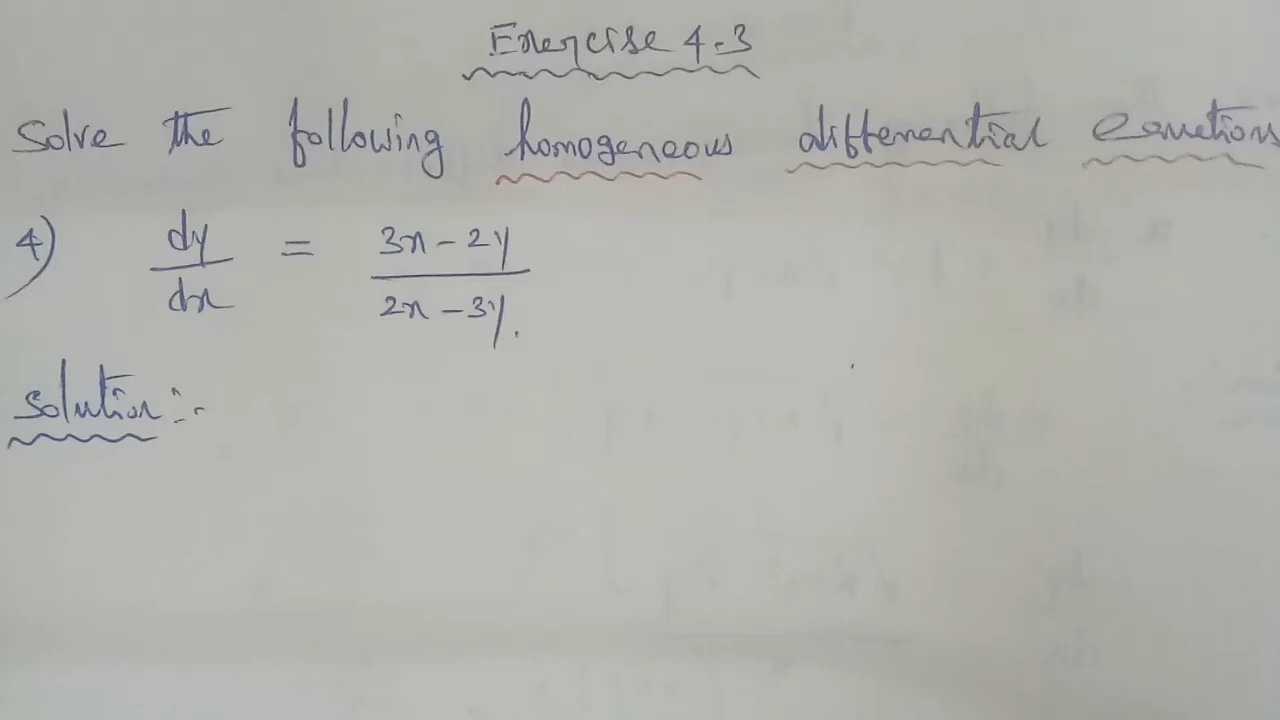 Exercise 4.3
Solve the following homogeneous differential equations
4) dy/dx = 3x - 2y / 2x - 3y.
Solution :-